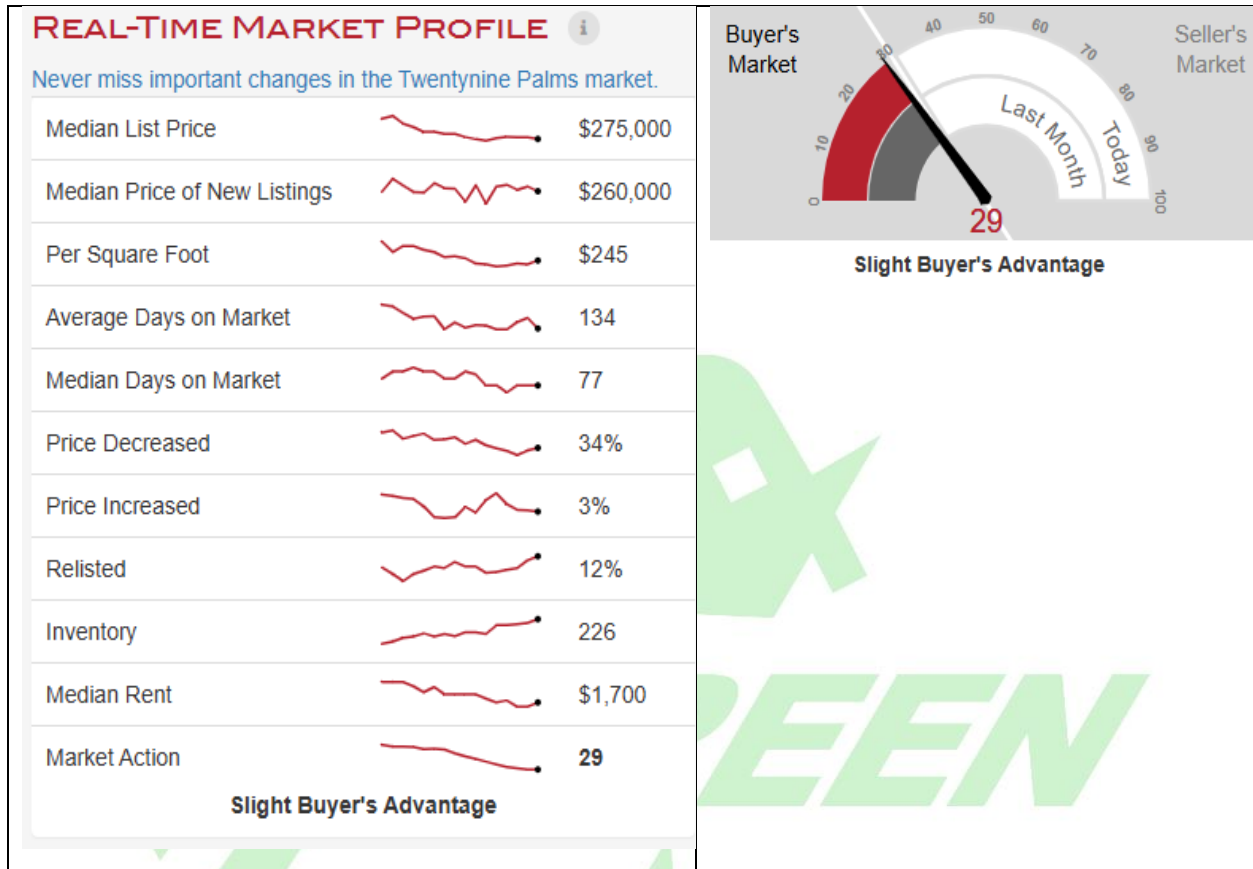 REAL-TIME MARKET PROFILE i
Never miss important changes in the Twentynine Palms market.
Median List Price $275,000
Median Price of New Listings $260,000
Per Square Foot $245
Average Days on Market 134
Median Days on Market 77
Price Decreased 34%
Price Increased 3%
Relisted 12%
Inventory 226
Median Rent $1,700
Market Action 29
Slight Buyer's Advantage
Buyer's Market
Seller's Market
0 10 20 30 40 50 60 70 80 90 100
Last Month
Today
29
Slight Buyer's Advantage
EEN